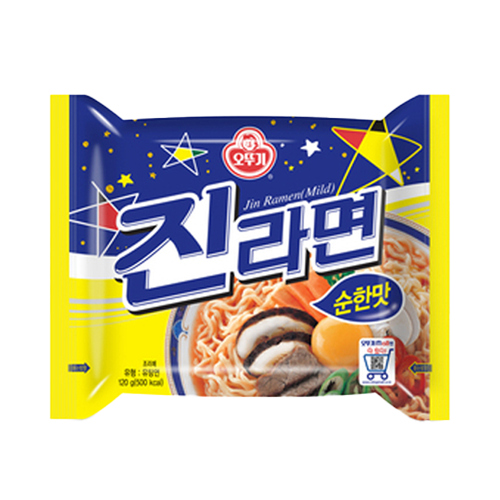 오뚜기
Jin Ramen(Mild)
진라면
순한맛
조리예
유형 : 유탕면
120 g(500 kcal)